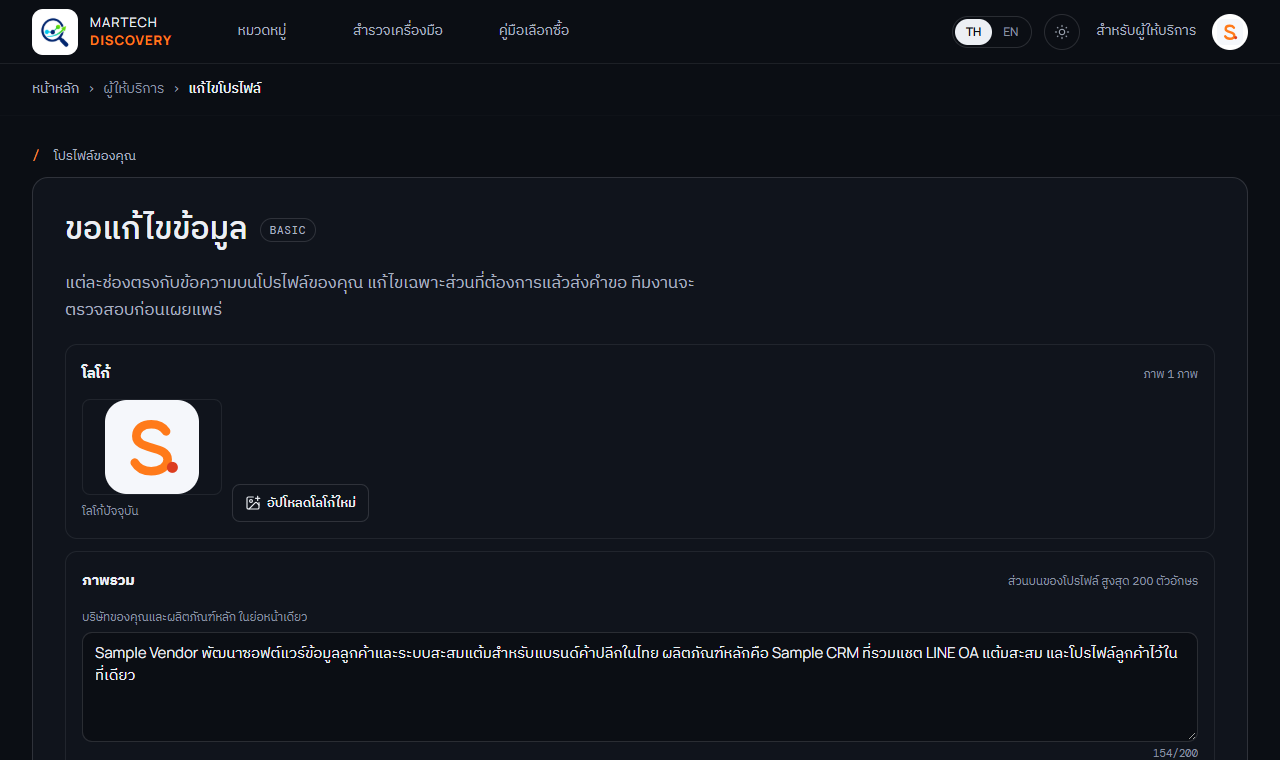 MARTECH
DISCOVERY
หมวดหมู่
สำรวจเครื่องมือ
คู่มือเลือกซื้อ
TH
EN
สำหรับผู้ให้บริการ
S.
หน้าหลัก › ผู้ให้บริการ › แก้ไขโปรไฟล์
/ โปรไฟล์ของคุณ
ขอแก้ไขข้อมูล
BASIC
แต่ละช่องตรงกับข้อความบนโปรไฟล์ของคุณ แก้ไขเฉพาะส่วนที่ต้องการแล้วส่งคำขอ ทีมงานจะ
ตรวจสอบก่อนเผยแพร่
โลโก้
ภาพ 1 ภาพ
S.
โลโก้ปัจจุบัน
อัปโหลดโลโก้ใหม่
ภาพรวม
ส่วนบนของโปรไฟล์ สูงสุด 200 ตัวอักษร
บริษัทของคุณและผลิตภัณฑ์หลัก ในย่อหน้าเดียว
Sample Vendor พัฒนาซอฟต์แวร์ข้อมูลลูกค้าและระบบสะสมแต้มสำหรับแบรนด์ค้าปลีกในไทย ผลิตภัณฑ์หลักคือ Sample CRM ที่รวมแชต LINE OA แต้มสะสม และโปรไฟล์ลูกค้าไว้ใน
ที่เดียว
154/200